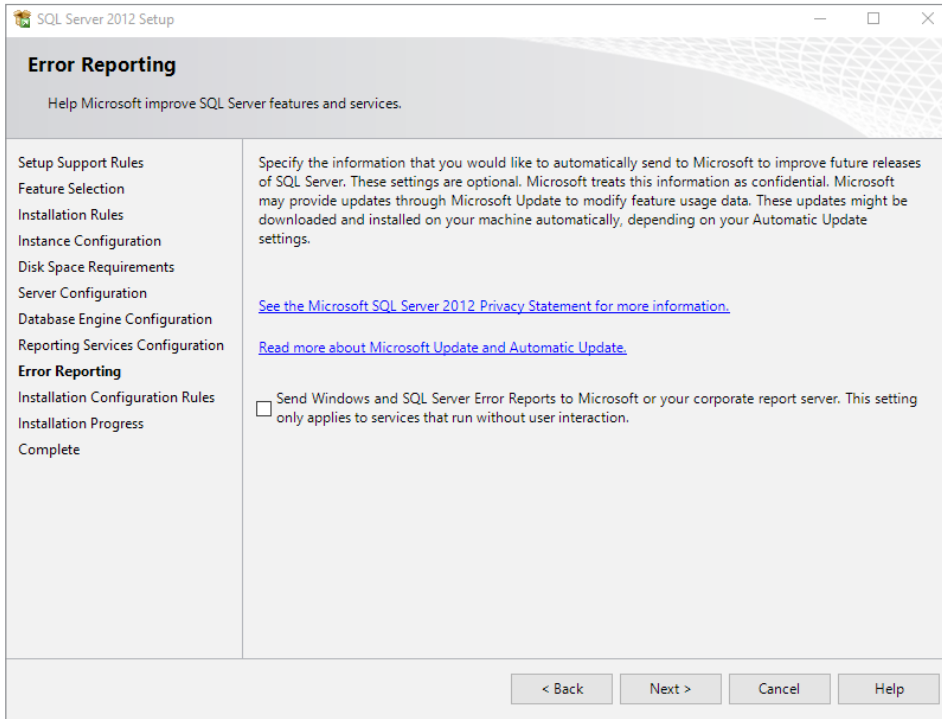 SQL Server 2012 Setup
Error Reporting
Help Microsoft improve SQL Server features and services.
Setup Support Rules
Feature Selection
Installation Rules
Instance Configuration
Disk Space Requirements
Server Configuration
Database Engine Configuration
Reporting Services Configuration
Error Reporting
Installation Configuration Rules
Installation Progress
Complete
Specify the information that you would like to automatically send to Microsoft to improve future releases
of SQL Server. These settings are optional. Microsoft treats this information as confidential. Microsoft
may provide updates through Microsoft Update to modify feature usage data. These updates might be
downloaded and installed on your machine automatically, depending on your Automatic Update
settings.
See the Microsoft SQL Server 2012 Privacy Statement for more information.
Read more about Microsoft Update and Automatic Update.
Send Windows and SQL Server Error Reports to Microsoft or your corporate report server. This setting
only applies to services that run without user interaction.
< Back
Next >
Cancel
Help